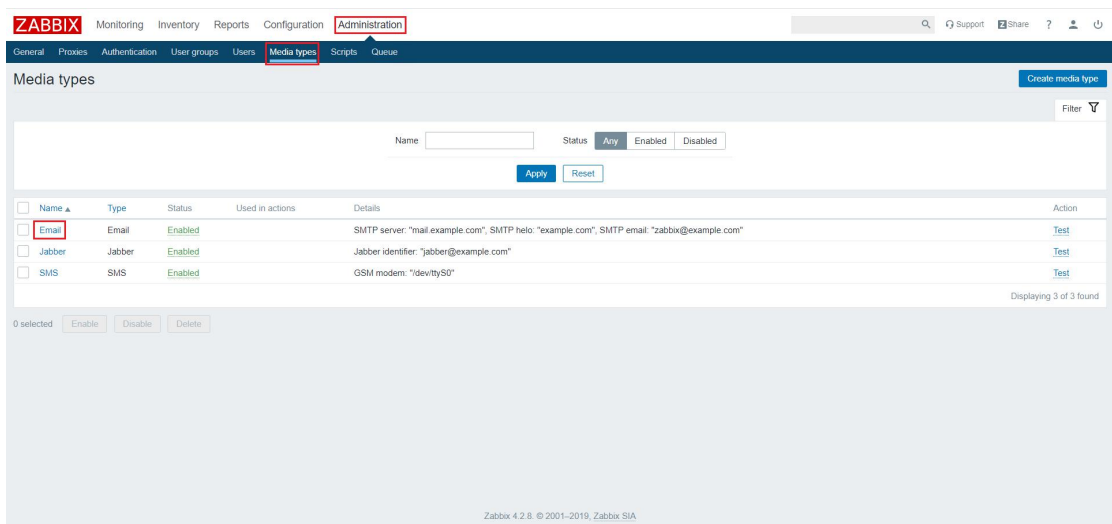 ZABBIX Monitoring Inventory Reports Configuration Administration Support Z Share ?
General Proxies Authentication User groups Users Media types Scripts Queue
Media types Create media type
Filter
Name Status Any Enabled Disabled
Apply Reset
Name Type Status Used in actions Details Action
Email Email Enabled SMTP server: "mail.example.com", SMTP helo: "example.com", SMTP email: "zabbix@example.com" Test
Jabber Jabber Enabled Jabber identifier: "jabber@example.com" Test
SMS SMS Enabled GSM modem: "/dev/ttyS0" Test
Displaying 3 of 3 found
0 selected Enable Disable Delete
Zabbix 4.2.8. © 2001–2019, Zabbix SIA